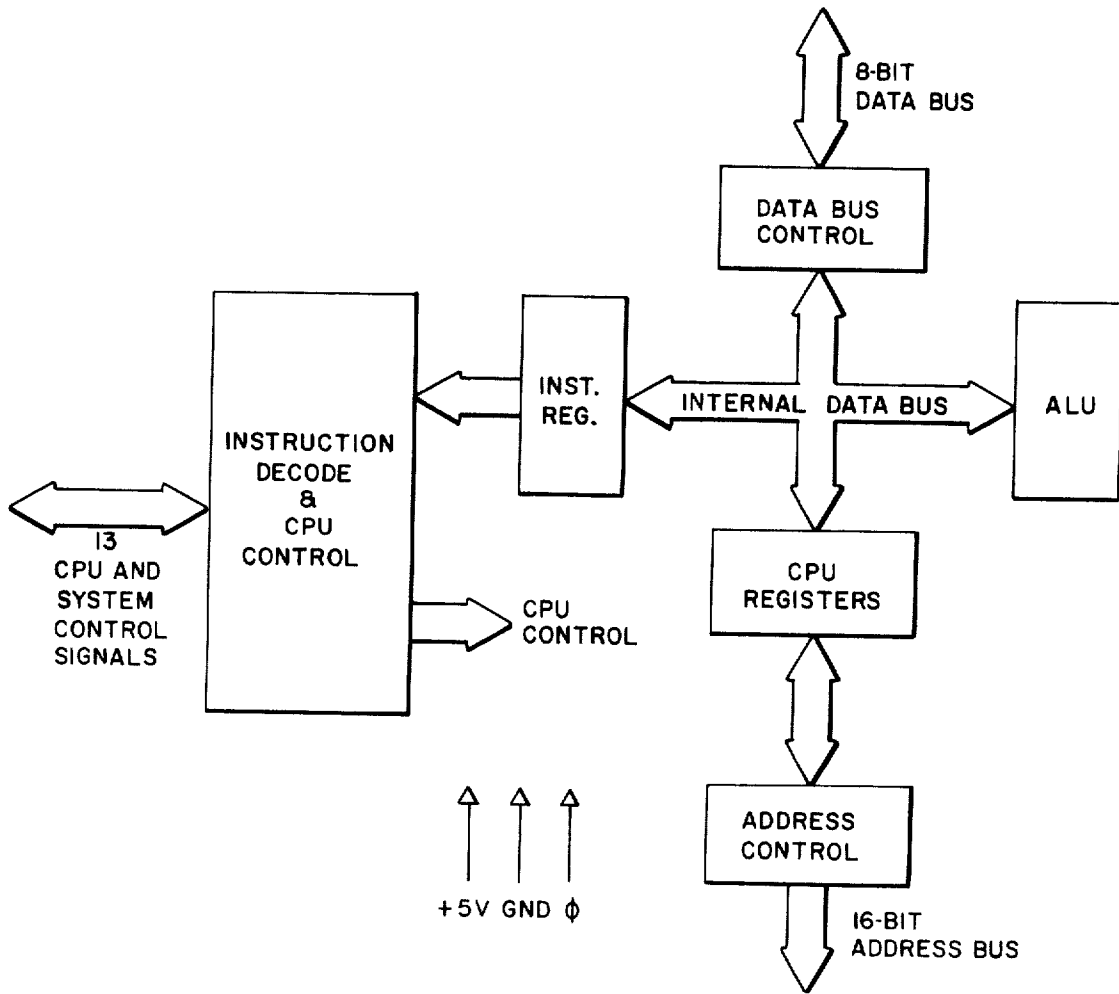 8-BIT
DATA BUS
DATA BUS
CONTROL
INST.
REG.
INTERNAL DATA BUS
ALU
INSTRUCTION
DECODE
&
CPU
CONTROL
13
CPU AND
SYSTEM
CONTROL
SIGNALS
CPU
REGISTERS
CPU
CONTROL
ADDRESS
CONTROL
+5V GND ϕ
16-BIT
ADDRESS BUS